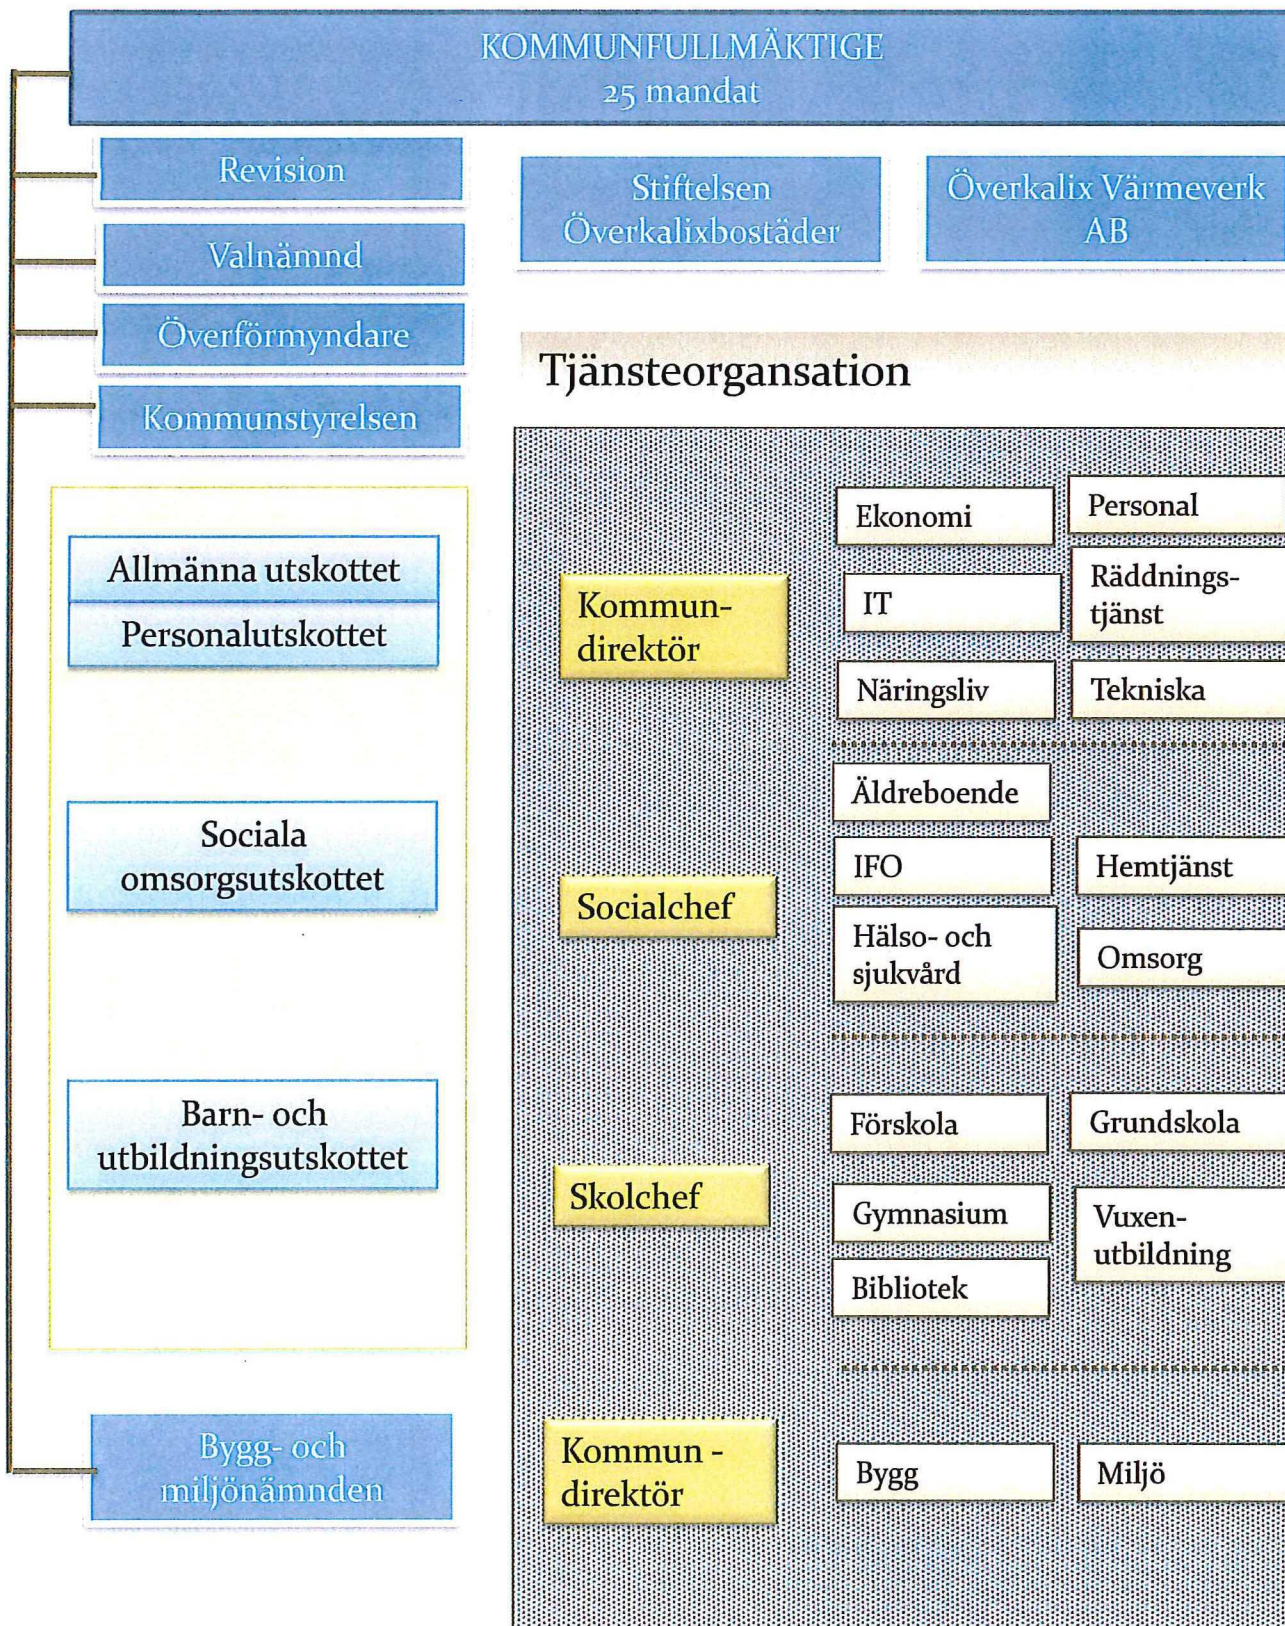 KOMMUNFULLMÄKTIGE
25 mandat
Revision
Valnämnd
Överförmyndare
Kommunstyrelsen
Stiftelsen
Överkalixbostäder
Överkalix Värmeverk
AB
Allmänna utskottet
Personalutskottet
Sociala
omsorgsutskottet
Barn- och
utbildningsutskottet
Bygg- och
miljönämnden
Tjänsteorgansation
Kommun-
direktör
Ekonomi
Personal
IT
Räddnings-
tjänst
Näringsliv
Tekniska
Socialchef
Äldreboende
IFO
Hemtjänst
Hälso- och
sjukvård
Omsorg
Skolchef
Förskola
Grundskola
Gymnasium
Vuxen-
utbildning
Bibliotek
Kommun -
direktör
Bygg
Miljö